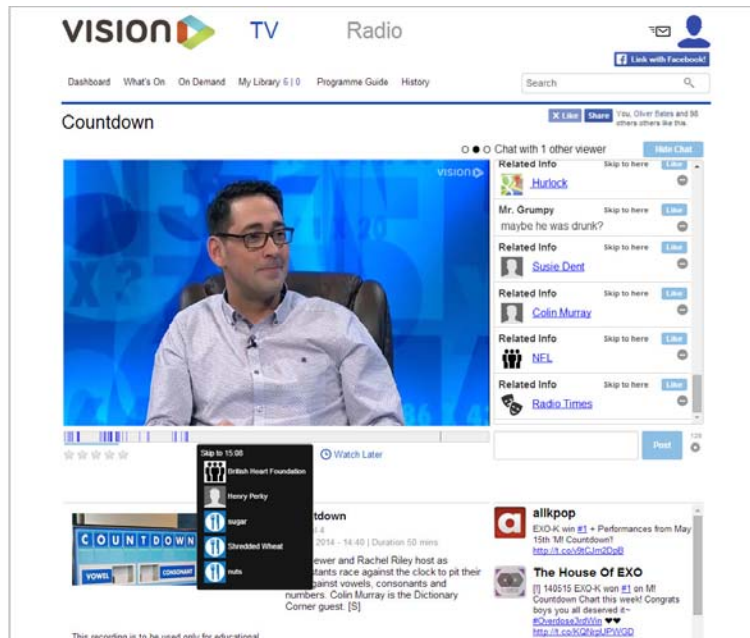 VISION
TV
Radio
Link with Facebook!
Dashboard What's On On Demand My Library 6 | 0 Programme Guide History
Search
Countdown
Like Share You, Oliver Bates and 98
others others like this.
Chat with 1 other viewer
Hide Chat
VISION
Related Info Skip to here Like
Hurlock
Mr. Grumpy Skip to here Like
maybe he was drunk?
Related Info Skip to here Like
Susie Dent
Related Info Skip to here Like
Colin Murray
Related Info Skip to here Like
NFL
Related Info Skip to here Like
Radio Times
Post
128
Watch Later
Skip to 15:08
British Heart Foundation
Henry Perky
sugar
Shredded Wheat
nuts
COUNTDOWN
VOWEL
CONSONANT
ntdown
2014 - 14:40 | Duration 50 mins
ewer and Rachel Riley host as
stants race against the clock to pit their
against vowels, consonants and
numbers. Colin Murray is the Dictionary
Corner guest. [S]
This recording is to be used only for educational
allkpop
EXO-K win #1 + Performances from May
15th 'M! Countdown'!
http://t.co/v9tCJm2DpB
The House Of EXO
[!] 140515 EXO-K won #1 on M!
Countdown Chart this week! Congrats
boys you all deserved it~
#Overdose3rdWin ♥♥
http://t.co/KQNrpUPWGD